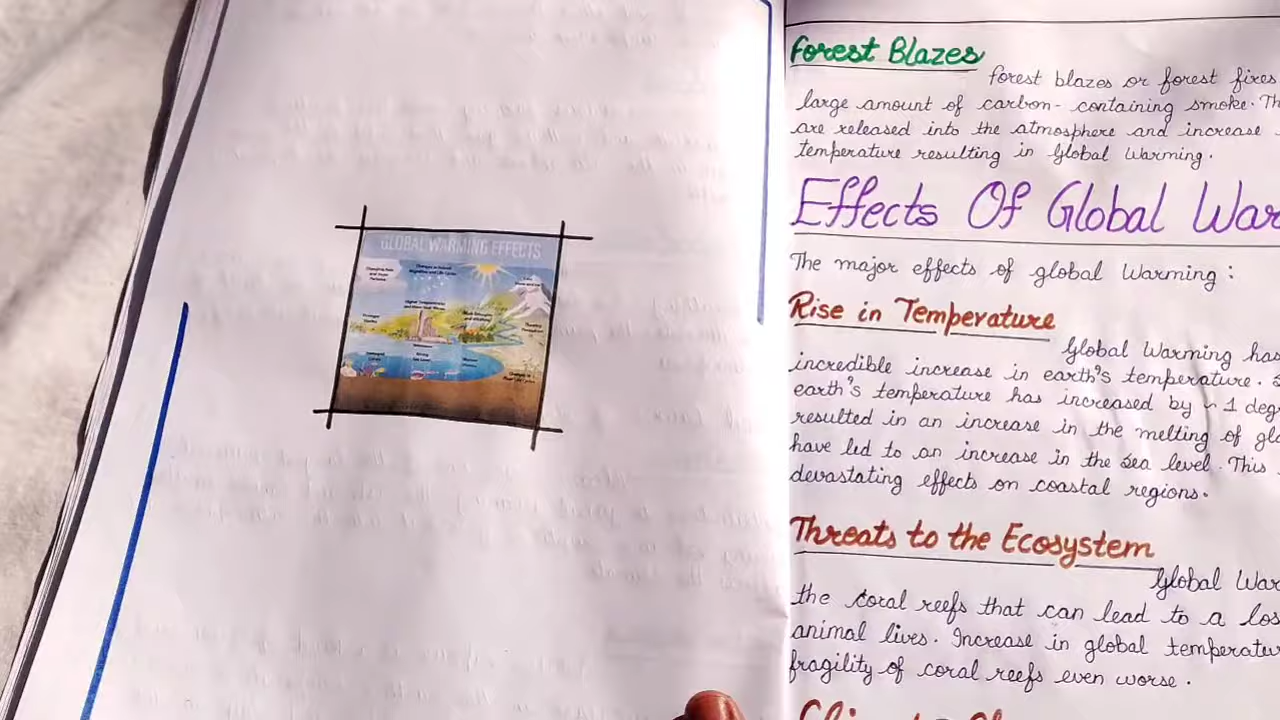 GLOBAL WARMING EFFECTS
Forest Blazes
forest blazes or forest fires
large amount of carbon-containing smoke. Th
are released into the atmosphere and increase
temperature resulting in Global Warming.
Effects Of Global War
The major effects of global Warming:
Rise in Temperature
Global Warming has
incredible increase in earth's temperature.
earth's temperature has increased by ~ 1 deg
resulted in an increase in the melting of gla
have led to an increase in the sea level. This
devastating effects on coastal regions.
Threats to the Ecosystem
Global War
the coral reefs that can lead to a los
animal lives. Increase in global temperatu
fragility of coral reefs even worse.